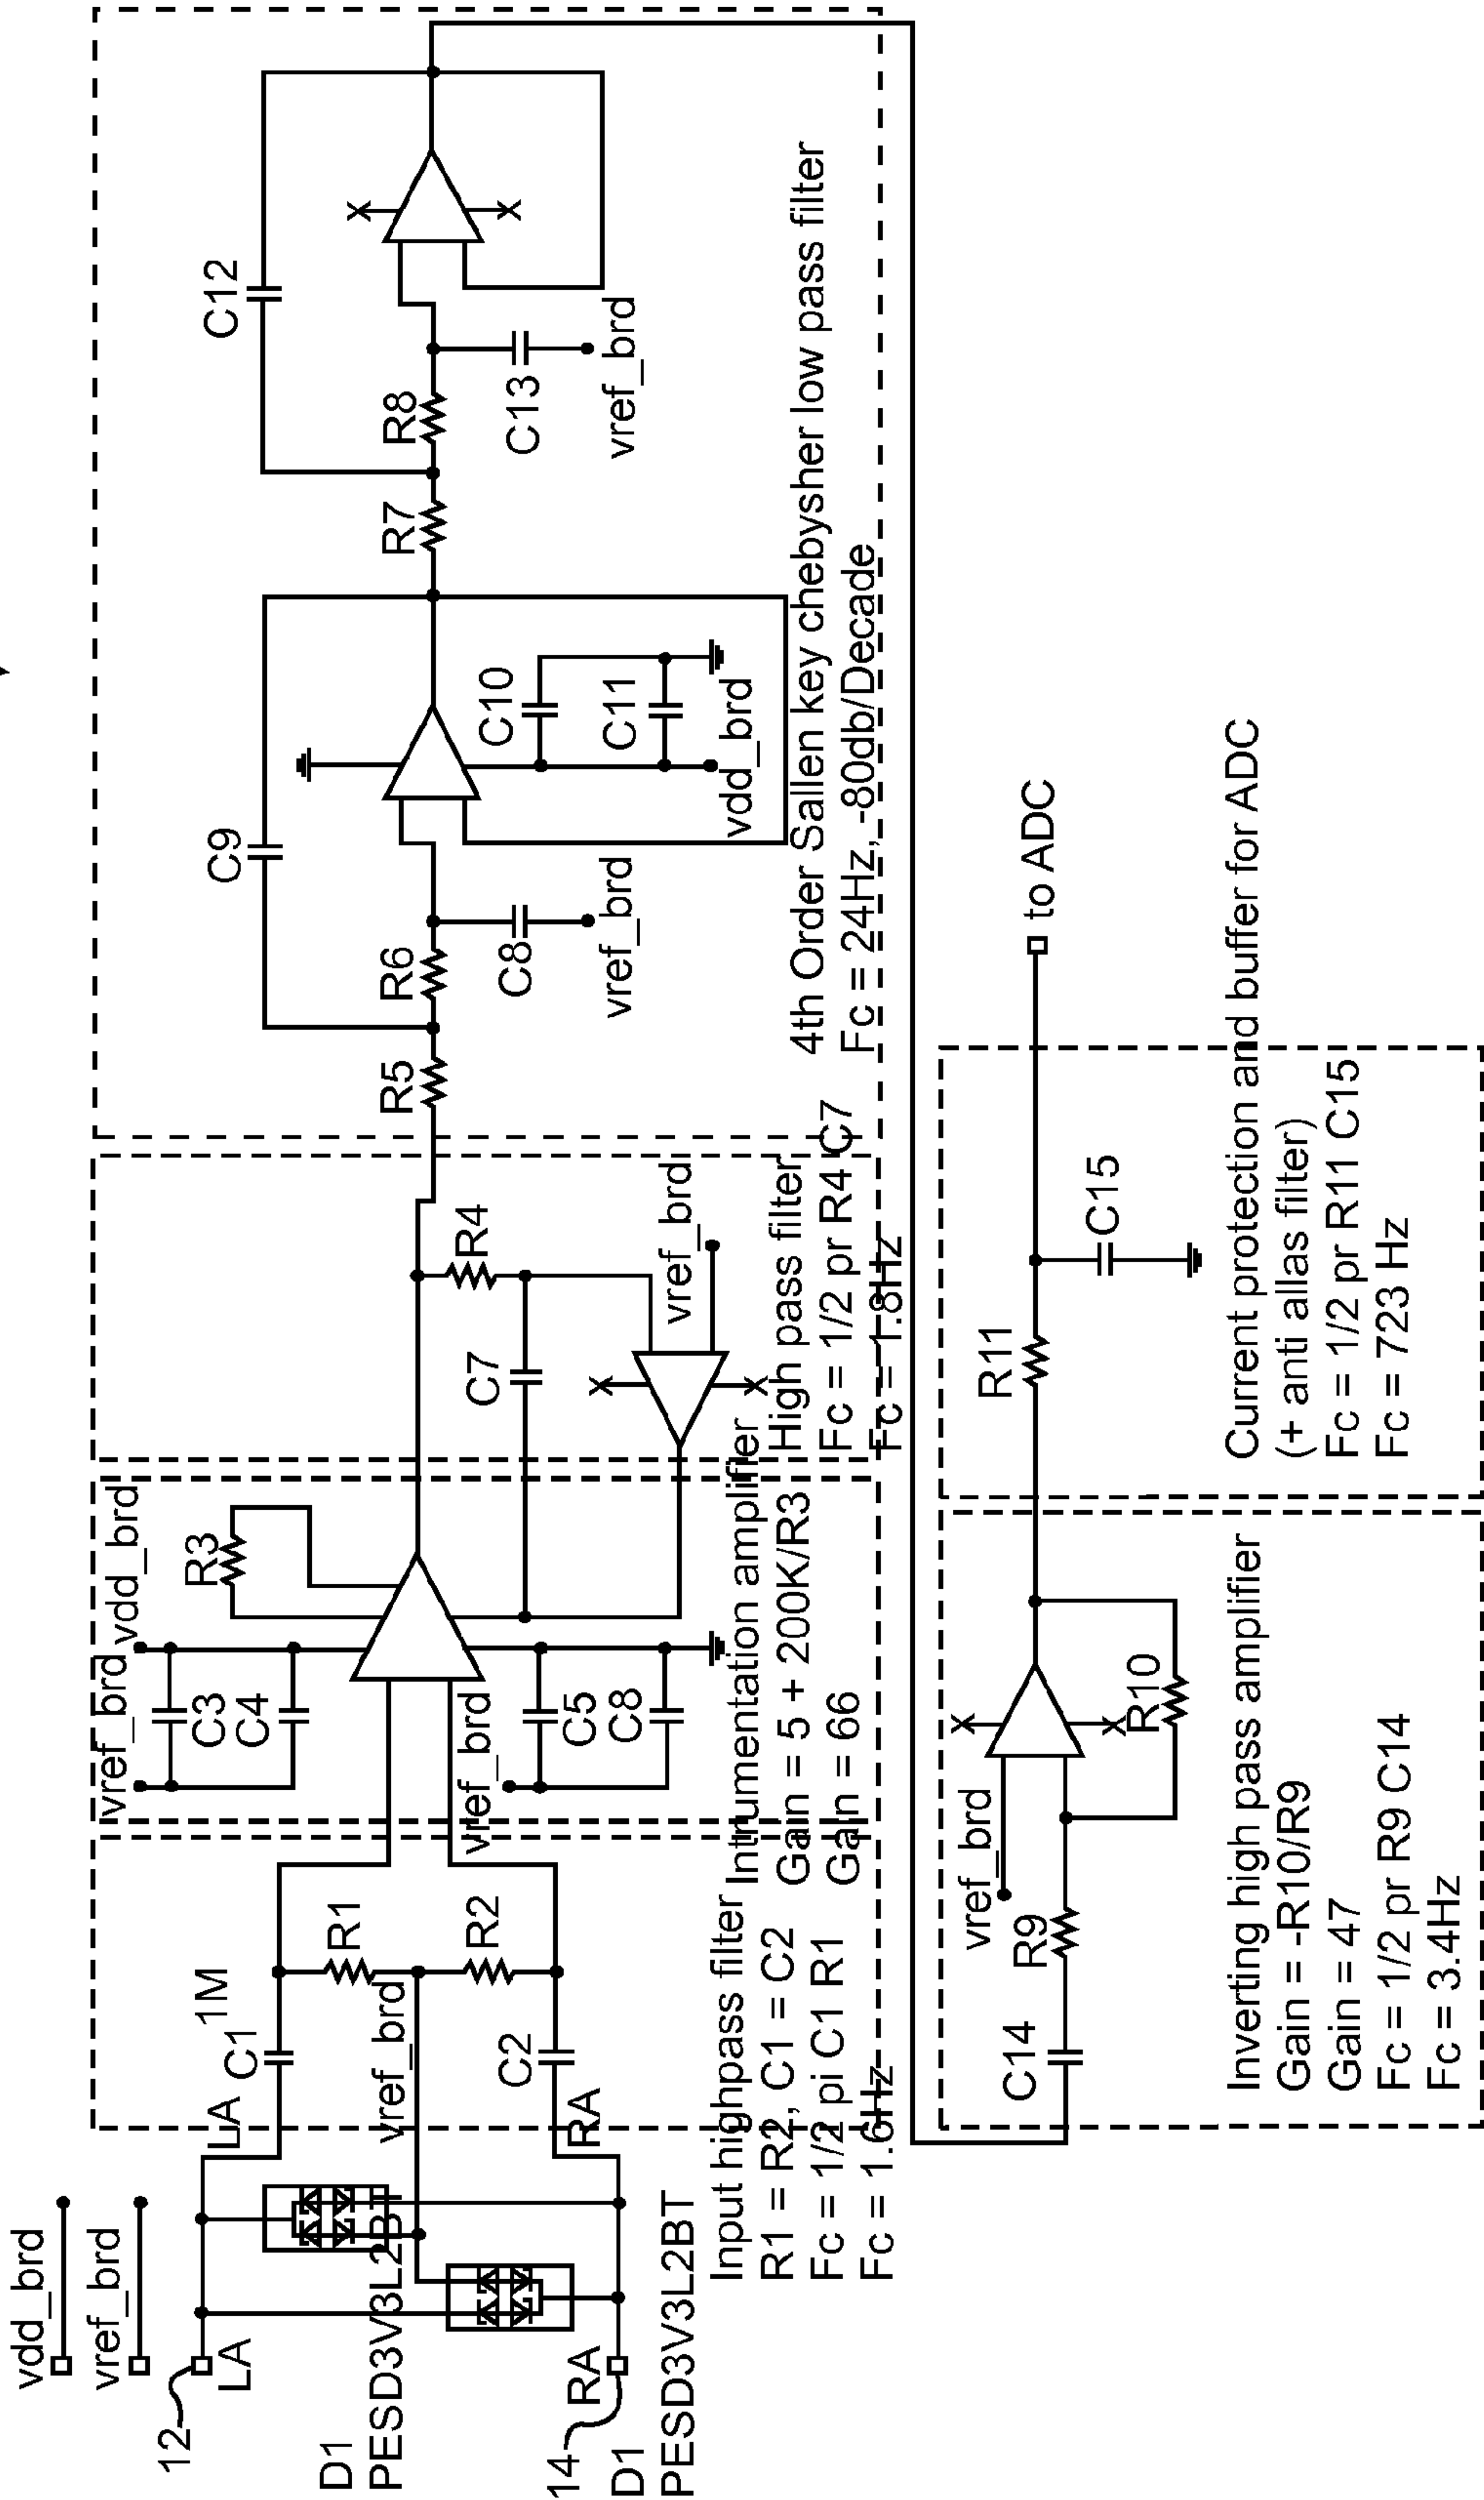 vdd_brd
vref_brd
12
LA
D1
PESD3V3L2BT
14
RA
D1
PESD3V3L2BT
LA
C1
1M
R1
vref_brd
R2
C2
RA
Input highpass filter
R1 = R2, C1 = C2
Fc = 1/2 pi C1 R1
Fc = 1.6Hz
vref_brd
vdd_brd
C3
C4
R3
vref_brd
C5
C8
Intrumentation amplifier
Gain = 5 + 200K/R3
Gain = 66
C7
R4
vref_brd
High pass filter
Fc = 1/2 pr R4 C7
Fc = 1.8Hz
R5
R6
C9
C8
vref_brd
C10
C11
vdd_brd
R7
R8
C12
C13
vref_brd
4th Order Sallen key chebysher low pass filter
Fc = 24Hz, -80db/Decade
C14
R9
vref_brd
R10
Inverting high pass amplifier
Gain = -R10/R9
Gain = 47
Fc = 1/2 pr R9 C14
Fc = 3.4Hz
R11
C15
to ADC
Current protection and buffer for ADC
(+ anti allas filter)
Fc = 1/2 pr R11 C15
Fc = 723 Hz